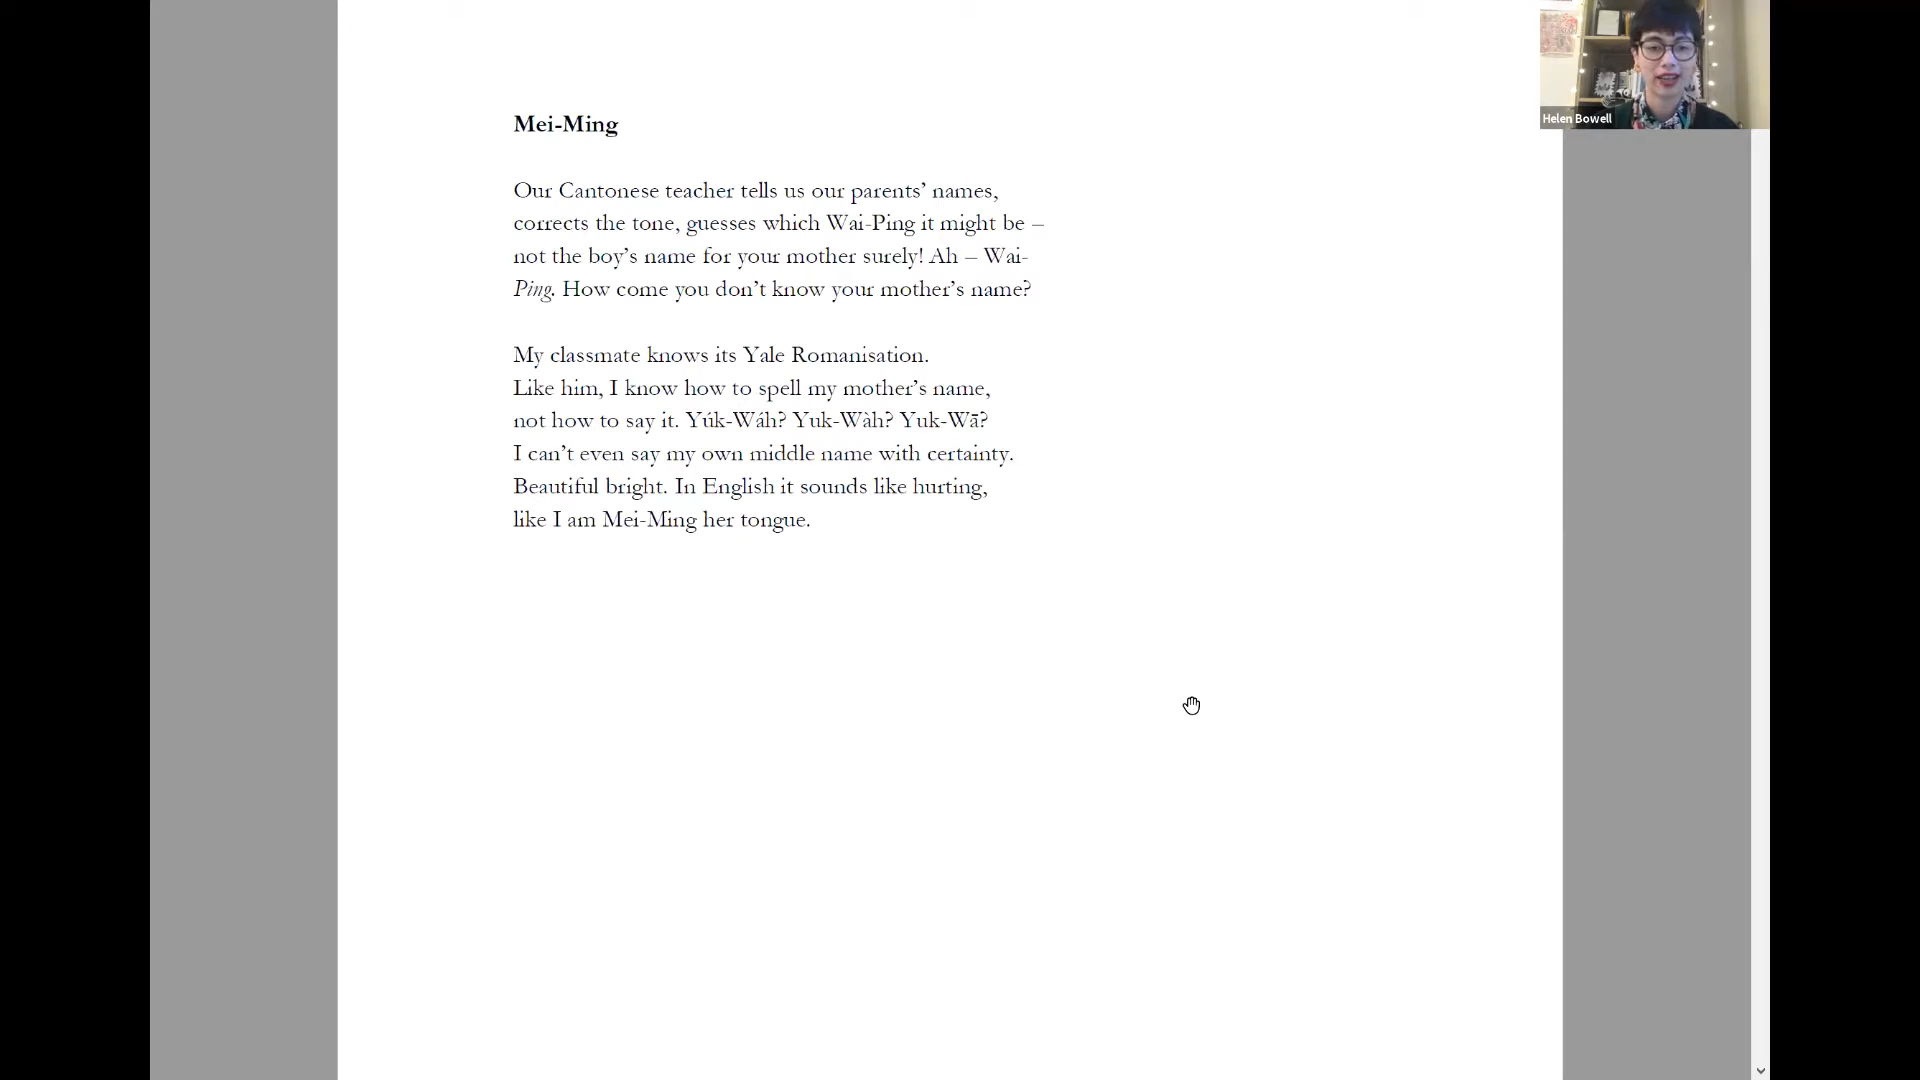 Mei-Ming
Our Cantonese teacher tells us our parents’ names,
corrects the tone, guesses which Wai-Ping it might be –
not the boy’s name for your mother surely! Ah – Wai-
Ping. How come you don’t know your mother’s name?
My classmate knows its Yale Romanisation.
Like him, I know how to spell my mother’s name,
not how to say it. Yúk-Wáh? Yuk-Wàh? Yuk-Wā?
I can’t even say my own middle name with certainty.
Beautiful bright. In English it sounds like hurting,
like I am Mei-Ming her tongue.
Helen Bowell